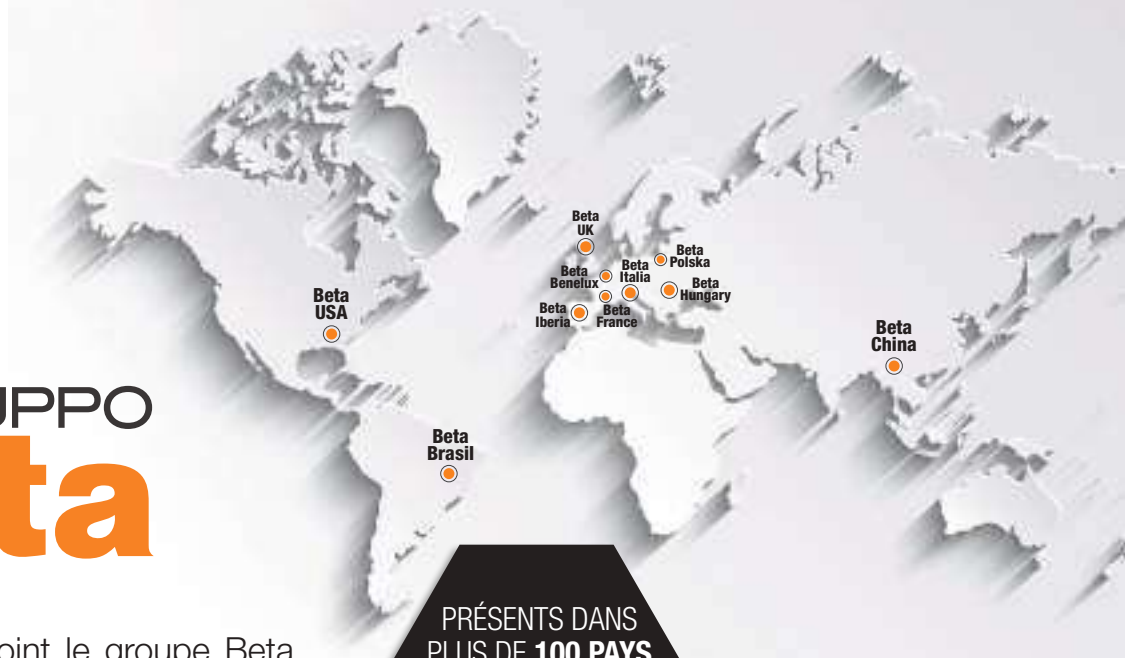 Beta
UK
Beta
Polska
Beta
Benelux
Beta
Italia
Beta
Hungary
Beta
Iberia
Beta
France
Beta
USA
Beta
China
UPPO
ta
Beta
Brasil
PRÉSENTS DANS
PLUS DE 100 PAYS
oint le groupe Beta